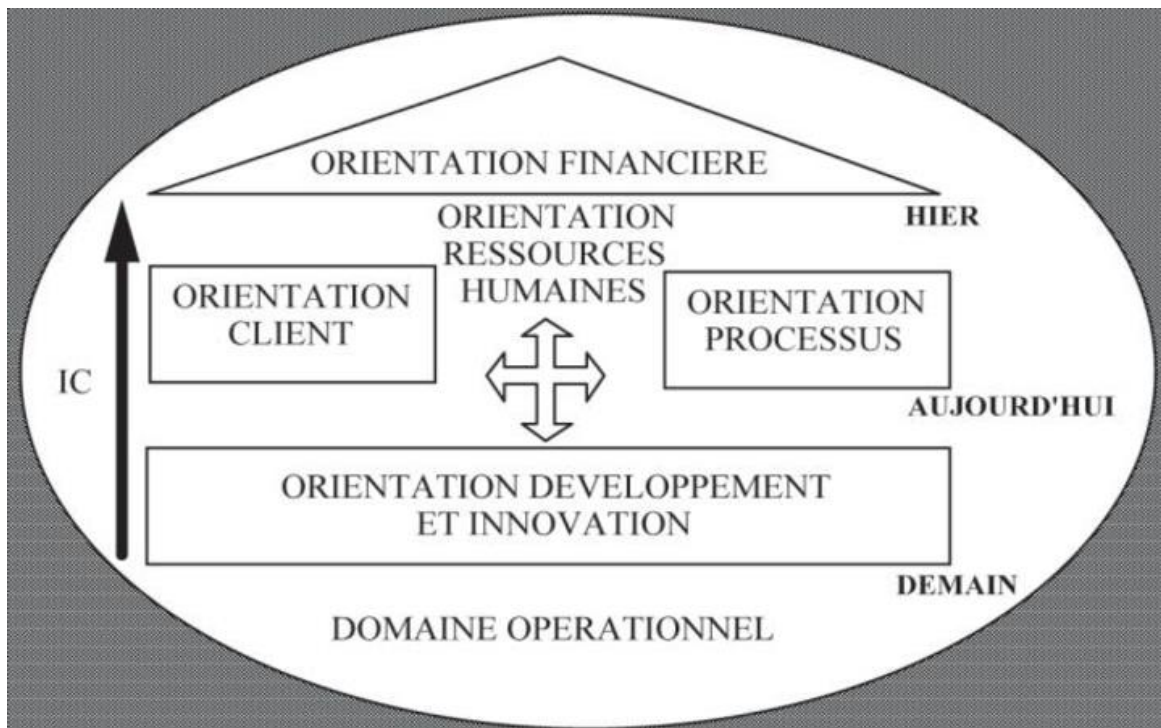 ORIENTATION FINANCIERE
HIER
ORIENTATION
RESSOURCES
HUMAINES
ORIENTATION
CLIENT
ORIENTATION
PROCESSUS
IC
AUJOURD'HUI
ORIENTATION DEVELOPPEMENT
ET INNOVATION
DEMAIN
DOMAINE OPERATIONNEL